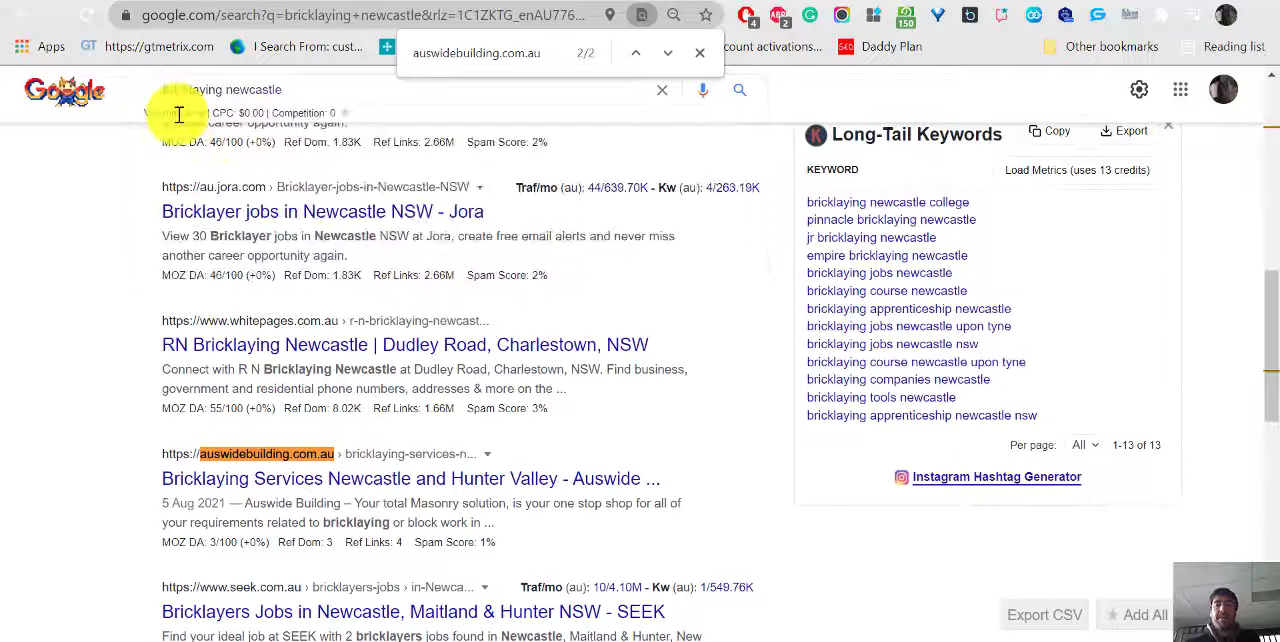 google.com/search?q=bricklaying+newcastle&rlz=1C1ZKTG_enAU776...
4
2
150
Apps
GT https://gtmetrix.com
I Search From: cust...
auswidebuilding.com.au 2/2
count activations...
Daddy Plan
Other bookmarks
Reading list
Google
laying newcastle
CPC: $0.00 | Competition: 0
career opportunity again.
MOZ DA: 46/100 (+0%) Ref Dom: 1.83K Ref Links: 2.66M Spam Score: 2%
https://au.jora.com › Bricklayer-jobs-in-Newcastle-NSW
Traf/mo (au): 44/639.70K - Kw (au): 4/263.19K
Bricklayer jobs in Newcastle NSW - Jora
View 30 Bricklayer jobs in Newcastle NSW at Jora, create free email alerts and never miss
another career opportunity again.
MOZ DA: 46/100 (+0%) Ref Dom: 1.83K Ref Links: 2.66M Spam Score: 2%
https://www.whitepages.com.au › r-n-bricklaying-newcast...
RN Bricklaying Newcastle | Dudley Road, Charlestown, NSW
Connect with R N Bricklaying Newcastle at Dudley Road, Charlestown, NSW. Find business,
government and residential phone numbers, addresses & more on the ...
MOZ DA: 55/100 (+0%) Ref Dom: 8.02K Ref Links: 1.66M Spam Score: 3%
https://auswidebuilding.com.au › bricklaying-services-n...
Bricklaying Services Newcastle and Hunter Valley - Auswide ...
5 Aug 2021 — Auswide Building – Your total Masonry solution, is your one stop shop for all of
your requirements related to bricklaying or block work in ...
MOZ DA: 3/100 (+0%) Ref Dom: 3 Ref Links: 4 Spam Score: 1%
https://www.seek.com.au › bricklayers-jobs › in-Newca...
Traf/mo (au): 10/4.10M - Kw (au): 1/549.76K
Bricklayers Jobs in Newcastle, Maitland & Hunter NSW - SEEK
Find your ideal job at SEEK with 2 bricklayers jobs found in Newcastle, Maitland & Hunter, New
K Long-Tail Keywords
Copy
Export
KEYWORD
Load Metrics (uses 13 credits)
bricklaying newcastle college
pinnacle bricklaying newcastle
jr bricklaying newcastle
empire bricklaying newcastle
bricklaying jobs newcastle
bricklaying course newcastle
bricklaying apprenticeship newcastle
bricklaying jobs newcastle upon tyne
bricklaying jobs newcastle nsw
bricklaying course newcastle upon tyne
bricklaying companies newcastle
bricklaying tools newcastle
bricklaying apprenticeship newcastle nsw
Per page: All 1-13 of 13
Instagram Hashtag Generator
Export CSV
Add All